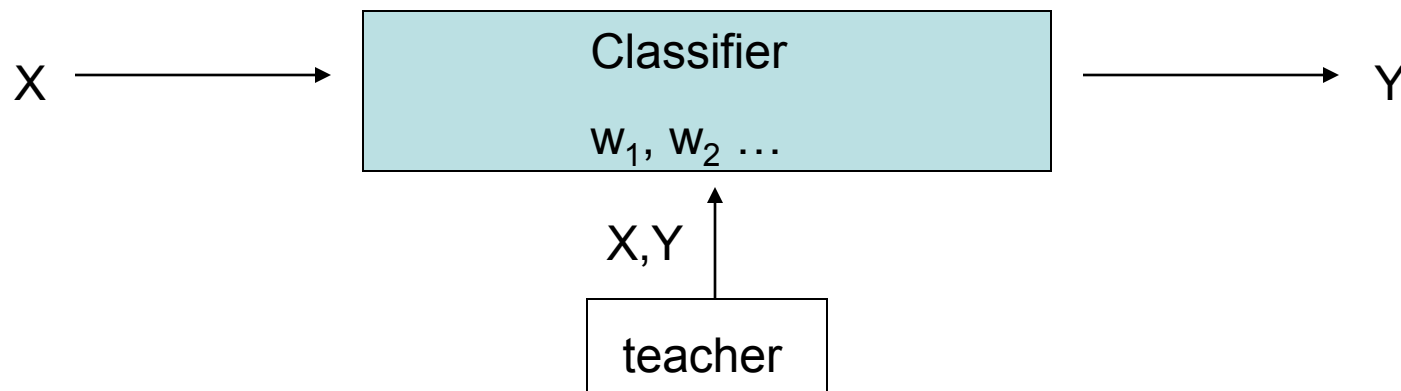 Classifier
X
Y
w₁, w₂ …
X,Y
teacher